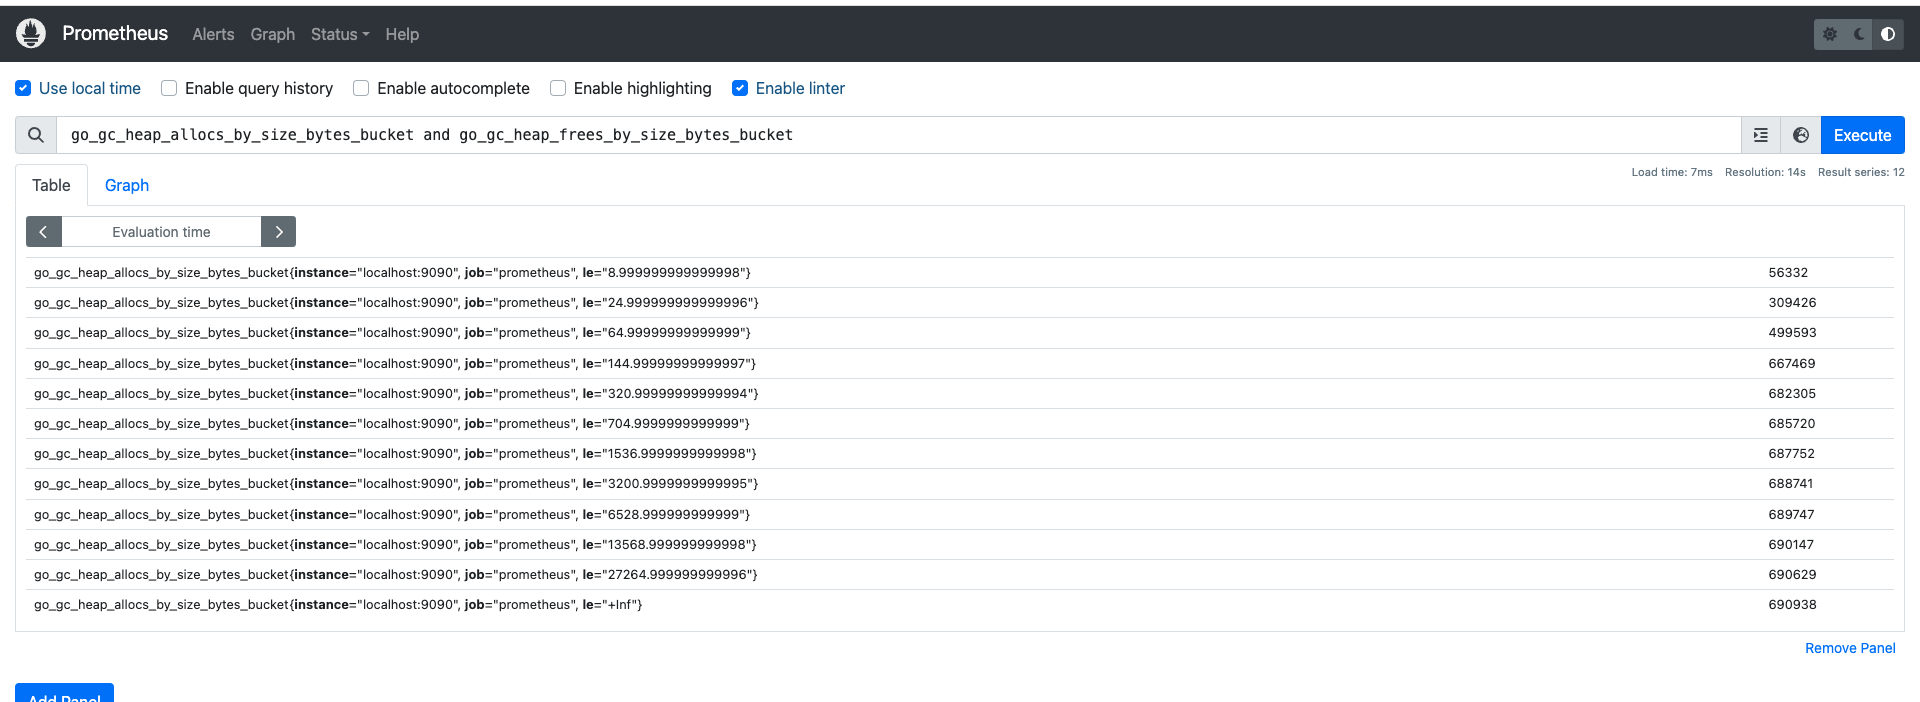 Prometheus Alerts Graph Status Help
Use local time Enable query history Enable autocomplete Enable highlighting Enable linter
go_gc_heap_allocs_by_size_bytes_bucket and go_gc_heap_frees_by_size_bytes_bucket Execute
Table Graph Load time: 7ms Resolution: 14s Result series: 12
Evaluation time
go_gc_heap_allocs_by_size_bytes_bucket{instance="localhost:9090", job="prometheus", le="8.999999999999998"} 56332
go_gc_heap_allocs_by_size_bytes_bucket{instance="localhost:9090", job="prometheus", le="24.999999999999996"} 309426
go_gc_heap_allocs_by_size_bytes_bucket{instance="localhost:9090", job="prometheus", le="64.99999999999999"} 499593
go_gc_heap_allocs_by_size_bytes_bucket{instance="localhost:9090", job="prometheus", le="144.99999999999997"} 667469
go_gc_heap_allocs_by_size_bytes_bucket{instance="localhost:9090", job="prometheus", le="320.99999999999994"} 682305
go_gc_heap_allocs_by_size_bytes_bucket{instance="localhost:9090", job="prometheus", le="704.9999999999999"} 685720
go_gc_heap_allocs_by_size_bytes_bucket{instance="localhost:9090", job="prometheus", le="1536.9999999999998"} 687752
go_gc_heap_allocs_by_size_bytes_bucket{instance="localhost:9090", job="prometheus", le="3200.9999999999995"} 688741
go_gc_heap_allocs_by_size_bytes_bucket{instance="localhost:9090", job="prometheus", le="6528.999999999999"} 689747
go_gc_heap_allocs_by_size_bytes_bucket{instance="localhost:9090", job="prometheus", le="13568.999999999998"} 690147
go_gc_heap_allocs_by_size_bytes_bucket{instance="localhost:9090", job="prometheus", le="27264.999999999996"} 690629
go_gc_heap_allocs_by_size_bytes_bucket{instance="localhost:9090", job="prometheus", le="+Inf"} 690938
Remove Panel
Add Panel